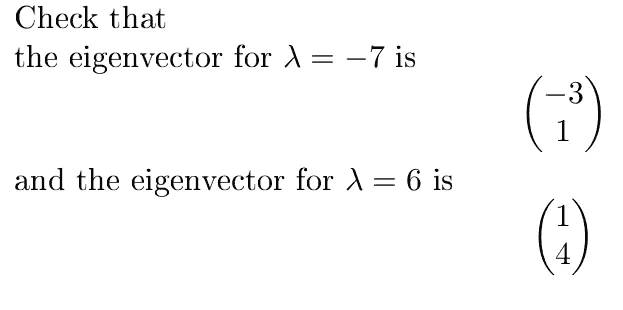 Check that
the eigenvector for λ = −7 is
(−3
1)
and the eigenvector for λ = 6 is
(1
4)